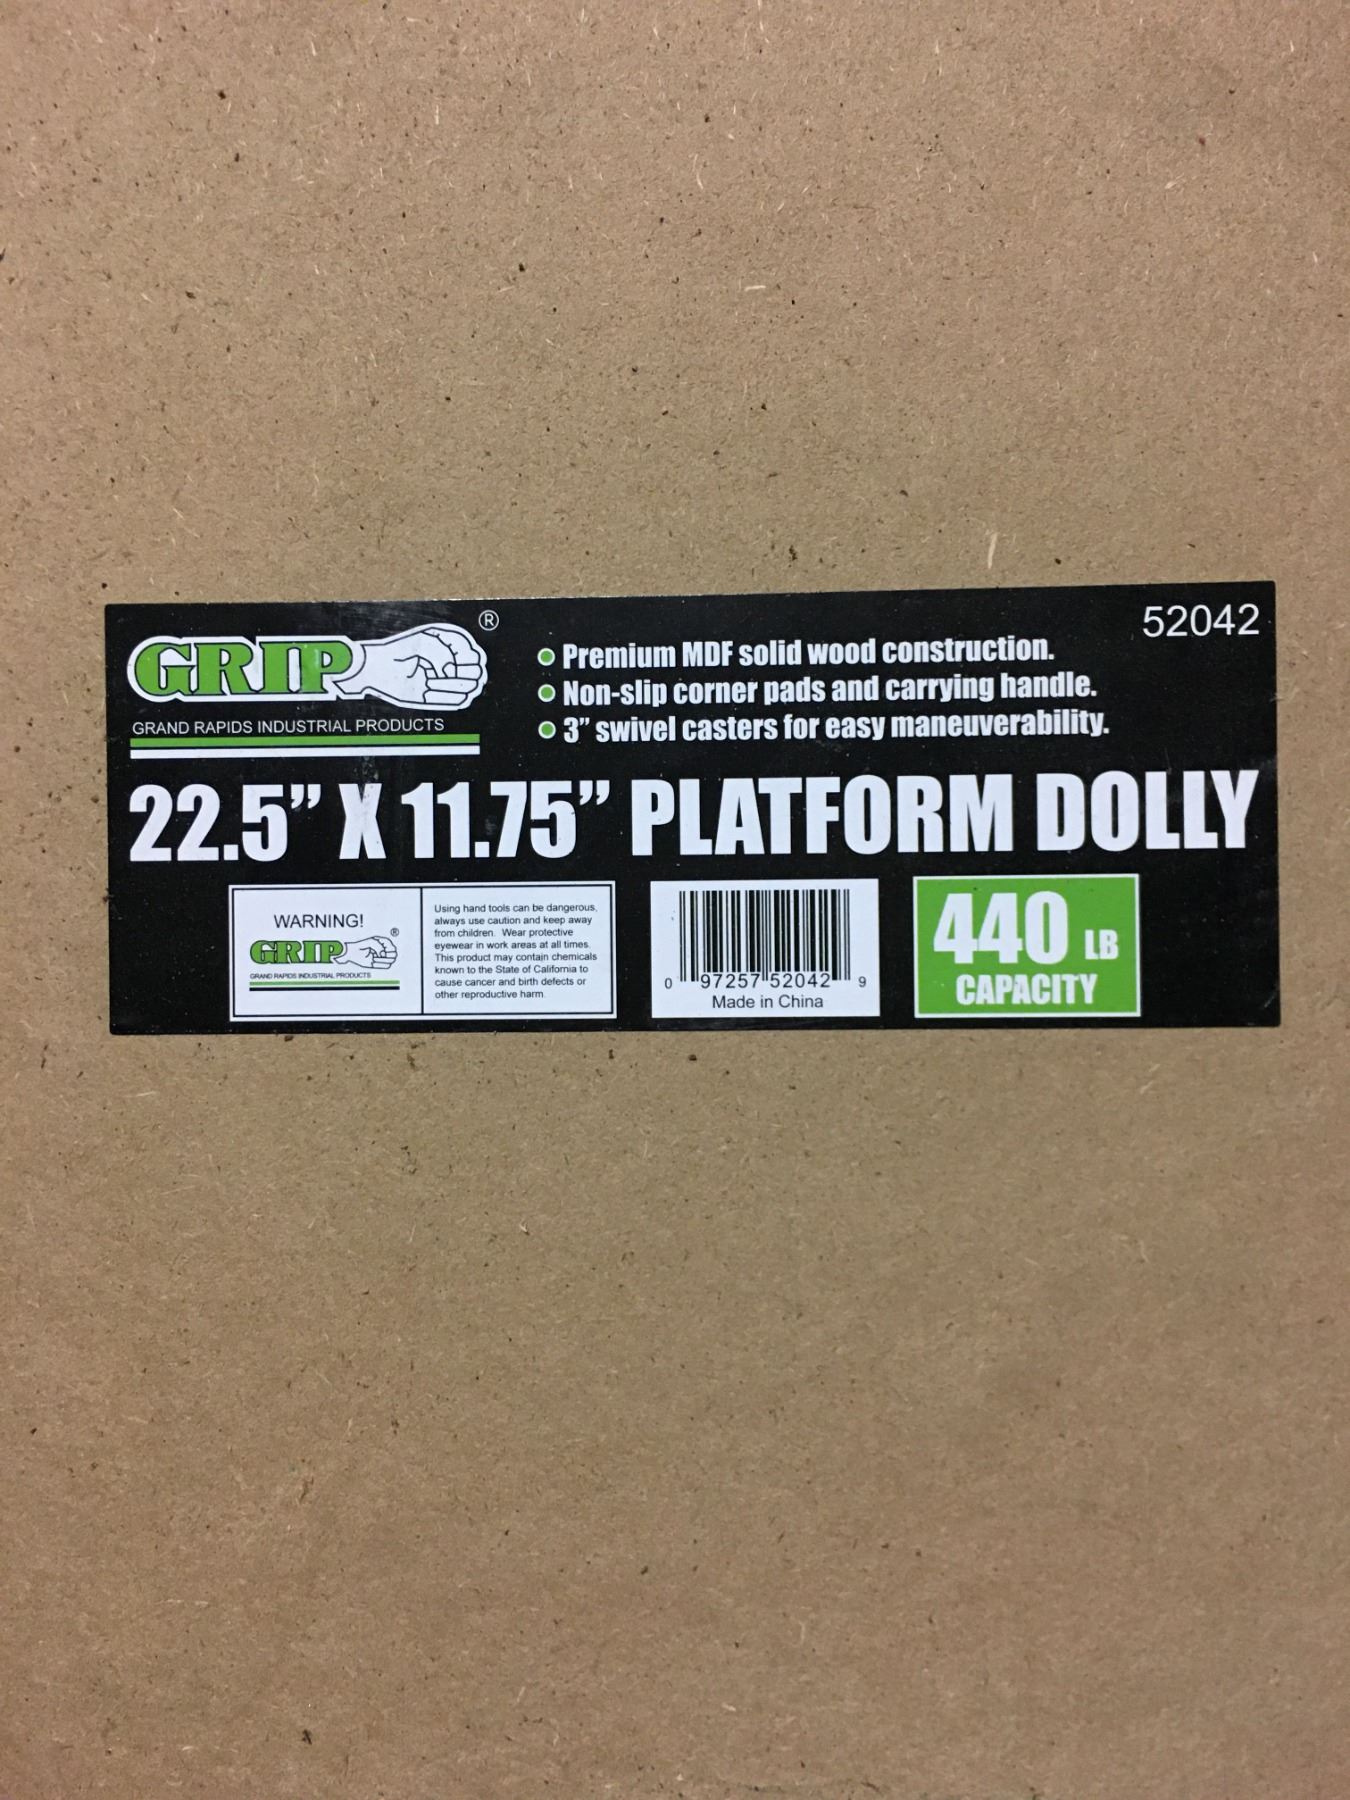 GRIP®
GRAND RAPIDS INDUSTRIAL PRODUCTS
Premium MDF solid wood construction.
Non-slip corner pads and carrying handle.
3” swivel casters for easy maneuverability.
52042
22.5” X 11.75” PLATFORM DOLLY
WARNING!
GRIP®
GRAND RAPIDS INDUSTRIAL PRODUCTS
Using hand tools can be dangerous,
always use caution and keep away
from children. Wear protective
eyewear in work areas at all times.
This product may contain chemicals
known to the State of California to
cause cancer and birth defects or
other reproductive harm.
0 97257 52042 9
Made in China
440 LB
CAPACITY